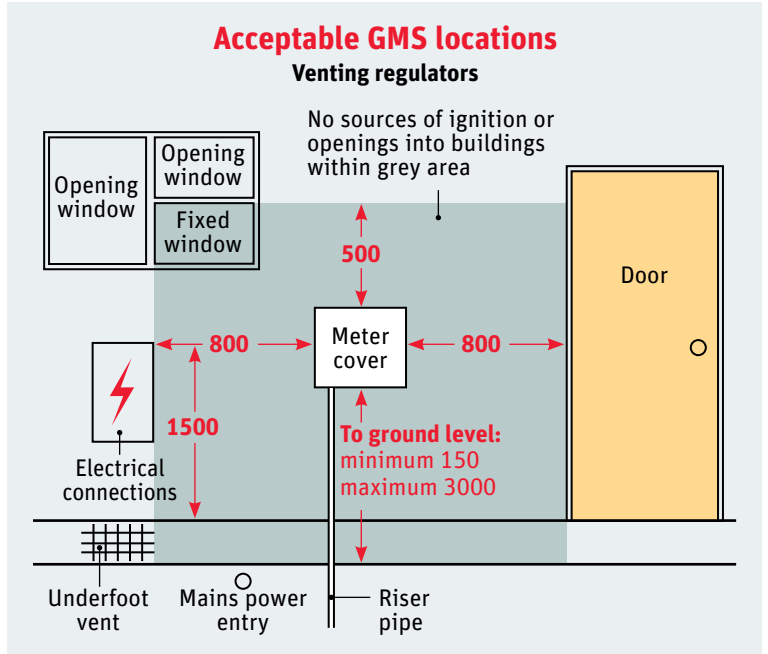 Acceptable GMS locations
Venting regulators
No sources of ignition or
openings into buildings
within grey area
Opening
window
Opening
window
Fixed
window
500
Door
800
Meter
cover
800
1500
To ground level:
minimum 150
maximum 3000
Electrical
connections
Underfoot
vent
Mains power
entry
Riser
pipe